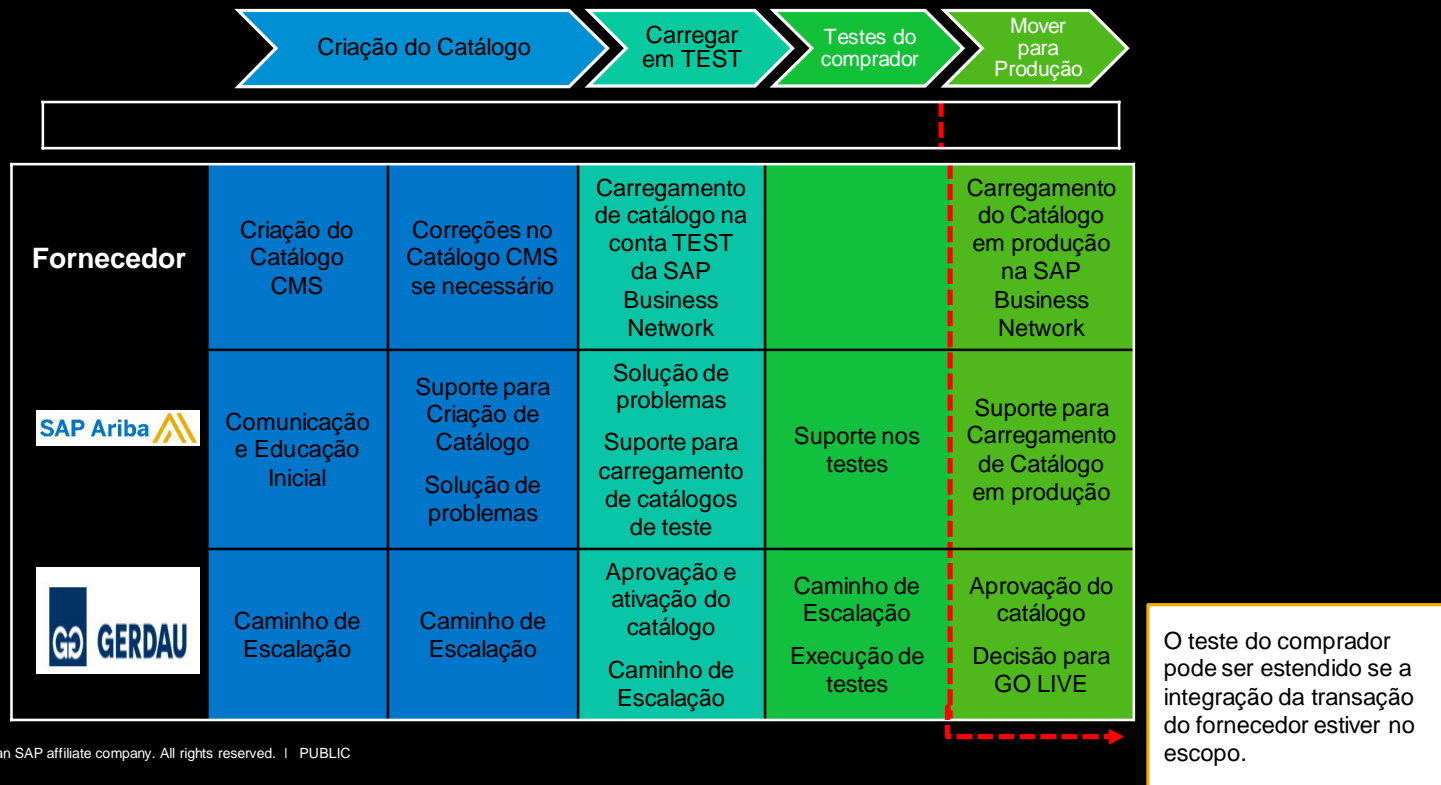 Criação do Catálogo
Carregar
em TEST
Testes do
comprador
Mover
para
Produção
Fornecedor
Criação do
Catálogo
CMS
Correções no
Catálogo CMS
se necessário
Carregamento
de catálogo na
conta TEST
da SAP
Business
Network
Carregamento
do Catálogo
em produção
na SAP
Business
Network
SAP Ariba
Comunicação
e Educação
Inicial
Suporte para
Criação de
Catálogo
Solução de
problemas
Solução de
problemas
Suporte para
carregamento
de catálogos
de teste
Suporte nos
testes
Suporte para
Carregamento
de Catálogo
em produção
GG GERDAU
Caminho de
Escalação
Caminho de
Escalação
Aprovação e
ativação do
catálogo
Caminho de
Escalação
Caminho de
Escalação
Execução de
testes
Aprovação do
catálogo
Decisão para
GO LIVE
O teste do comprador
pode ser estendido se a
integração da transação
do fornecedor estiver no
escopo.
an SAP affiliate company. All rights reserved. ǀ PUBLIC